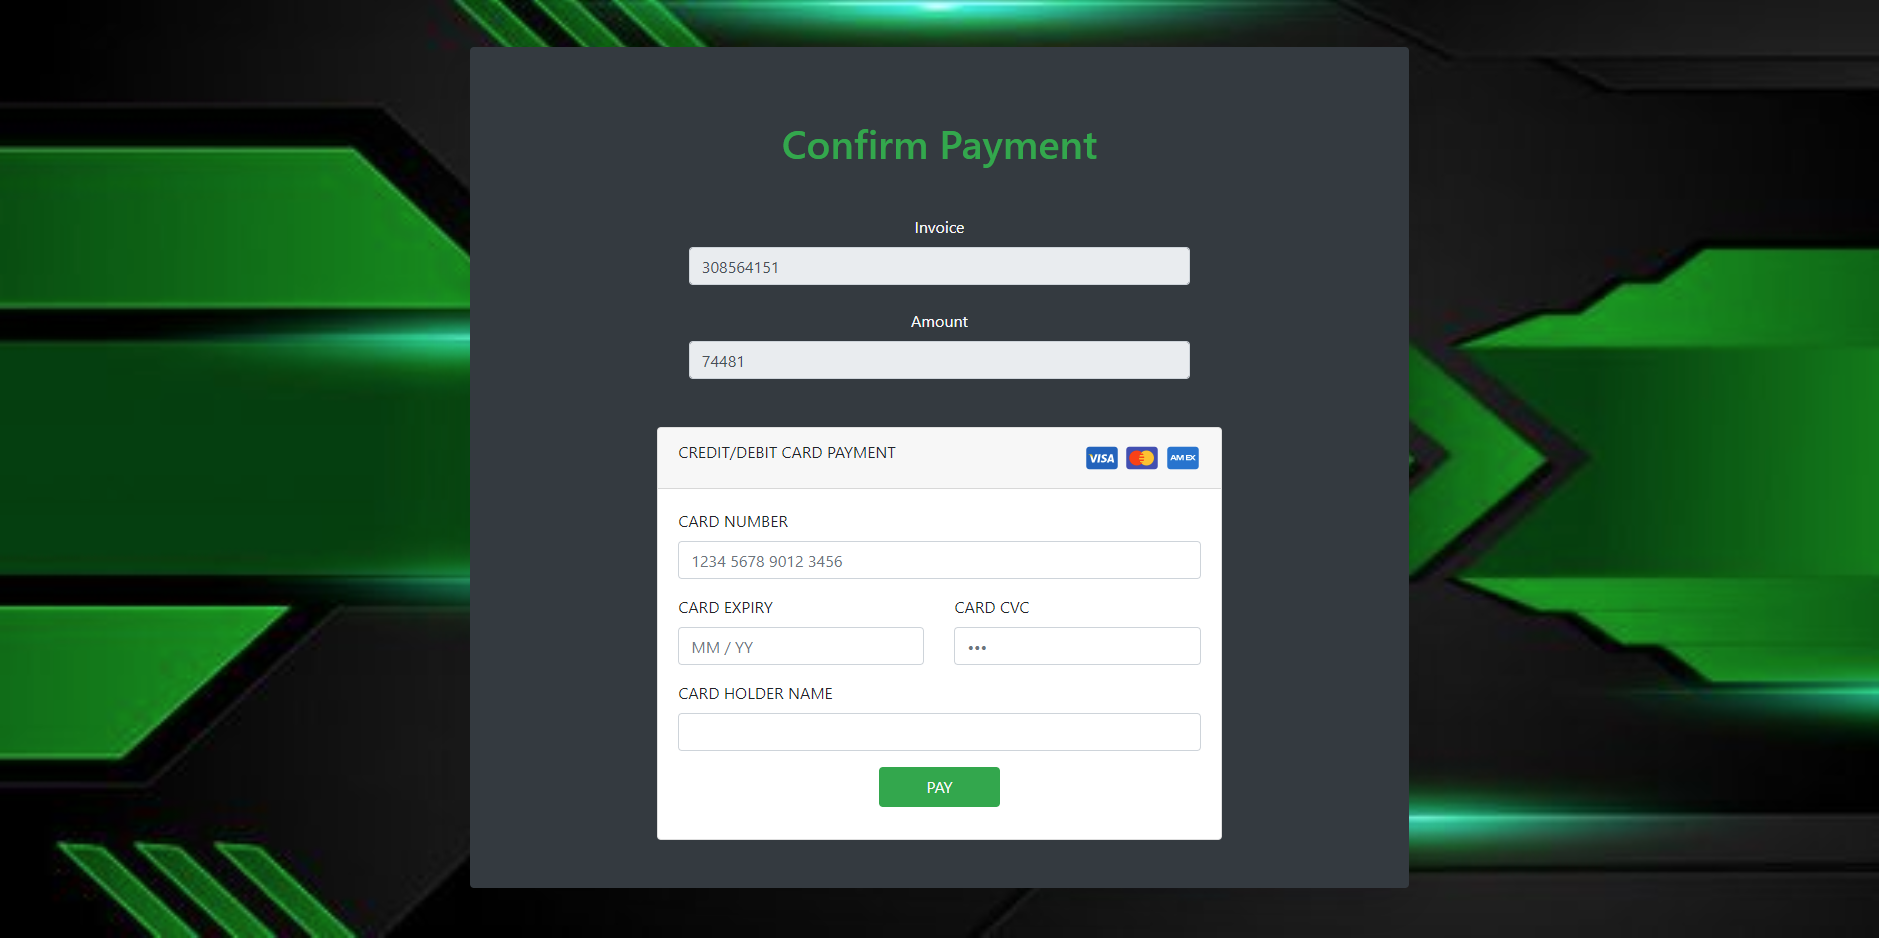 Confirm Payment
Invoice
308564151
Amount
74481
CREDIT/DEBIT CARD PAYMENT VISA AMEX
CARD NUMBER
1234 5678 9012 3456
CARD EXPIRY CARD CVC
MM / YY •••
CARD HOLDER NAME
PAY